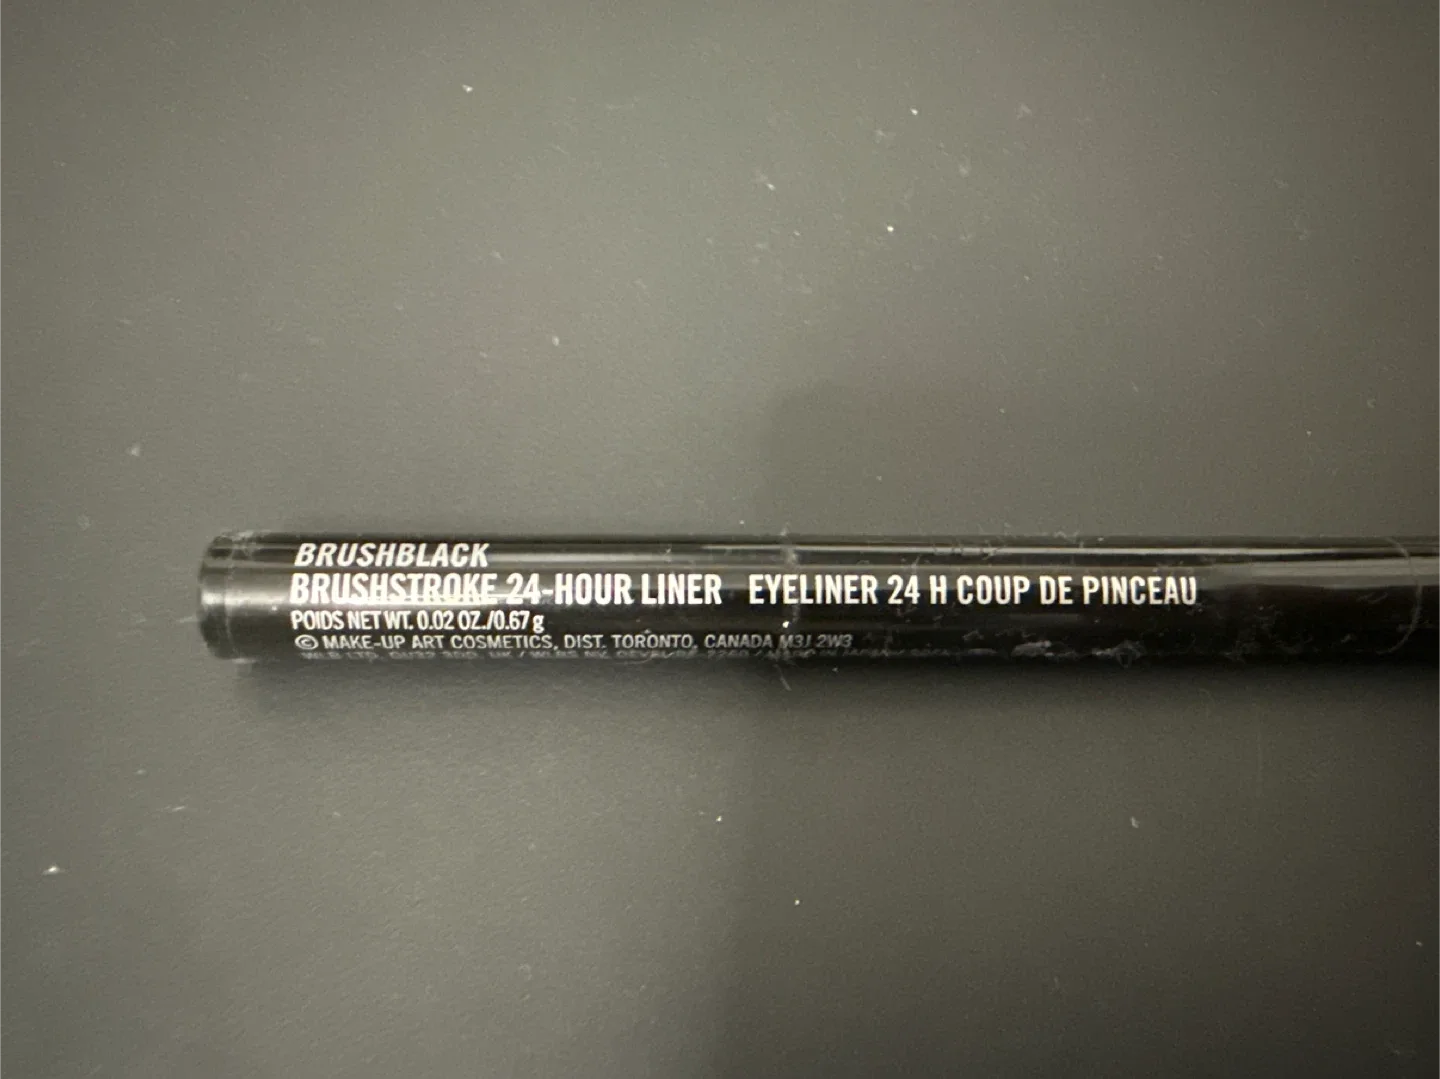 BRUSHBLACK
BRUSHSTROKE 24-HOUR LINER EYELINER 24 H COUP DE PINCEAU
POIDS NET WT. 0.02 OZ./0.67 g
© MAKE-UP ART COSMETICS, DIST. TORONTO, CANADA M3J 2W3